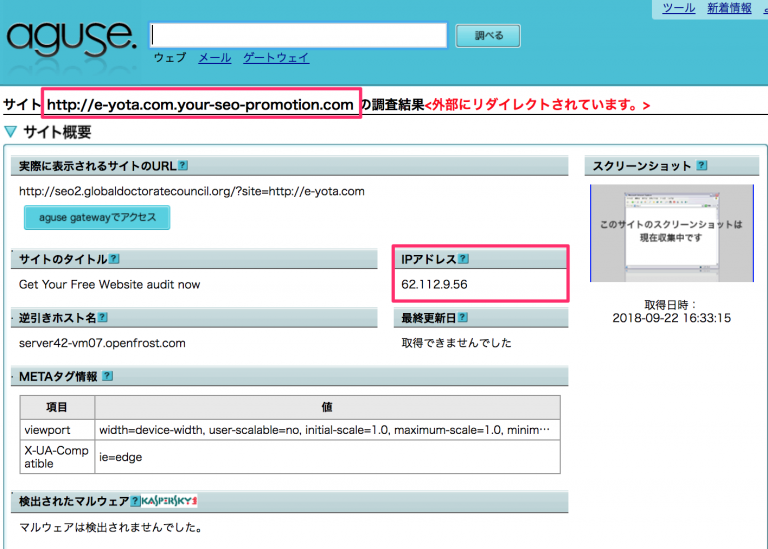 ツール 新着情報
aguse.
調べる
ウェブ メール ゲートウェイ
サイト http://e-yota.com.your-seo-promotion.com の調査結果<外部にリダイレクトされています。>
サイト概要
実際に表示されるサイトのURL ?
http://seo2.globaldoctoratecouncil.org/?site=http://e-yota.com
aguse gatewayでアクセス
スクリーンショット ?
このサイトのスクリーンショットは
現在収集中です
取得日時：
2018-09-22 16:33:15
サイトのタイトル ?
Get Your Free Website audit now
IPアドレス ?
62.112.9.56
逆引きホスト名 ?
server42-vm07.openfrost.com
最終更新日 ?
取得できませんでした
METAタグ情報 ?
項目 値
viewport width=device-width, user-scalable=no, initial-scale=1.0, maximum-scale=1.0, minim…
X-UA-Comp
atible ie=edge
検出されたマルウェア ? KASPERSKY
マルウェアは検出されませんでした。